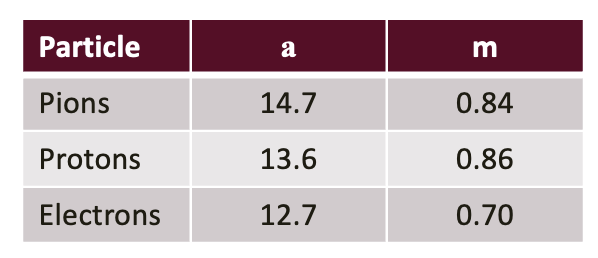 Particle a m
Pions 14.7 0.84
Protons 13.6 0.86
Electrons 12.7 0.70